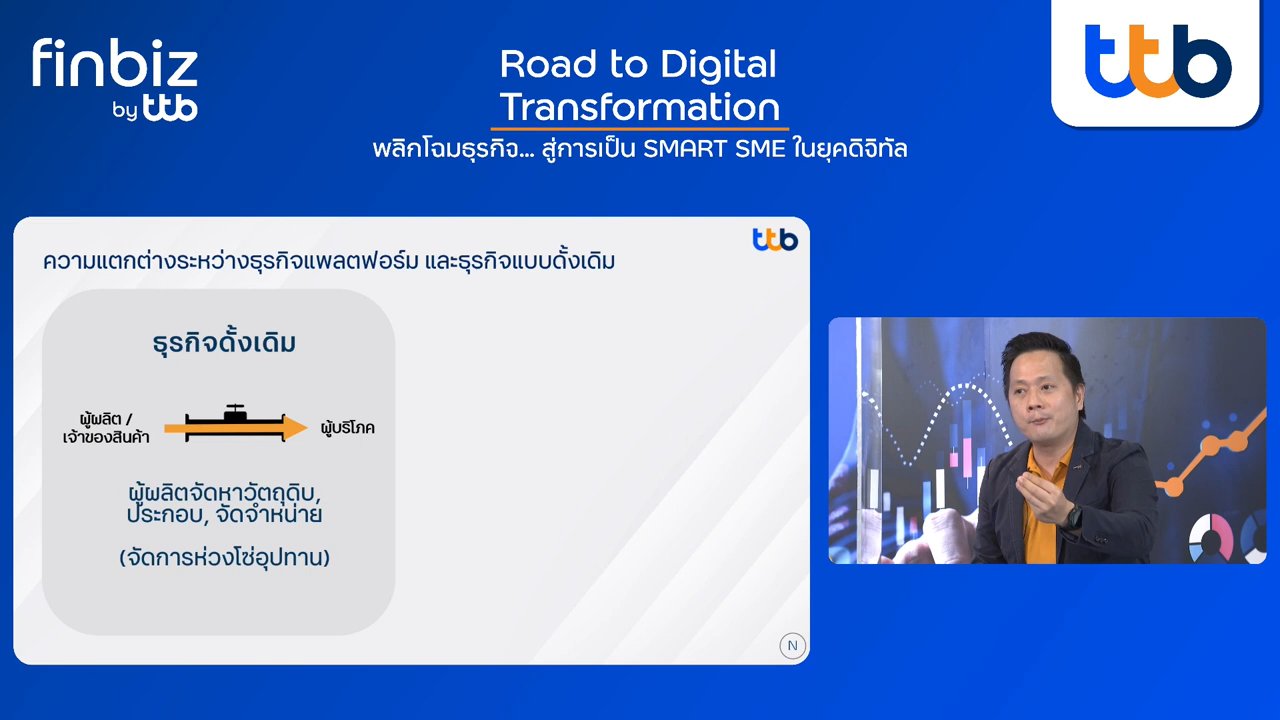 finbiz
by ttb
Road to Digital
Transformation
พลิกโฉมธุรกิจ... สู่การเป็น SMART SME ในยุคดิจิทัล
ttb
ttb
ความแตกต่างระหว่างธุรกิจแพลตฟอร์ม และธุรกิจแบบดั้งเดิม
ธุรกิจดั้งเดิม
ผู้ผลิต /
เจ้าของสินค้า
ผู้บริโภค
ผู้ผลิตจัดหาวัตถุดิบ,
ประกอบ, จัดจำหน่าย
(จัดการห่วงโซ่อุปทาน)
N